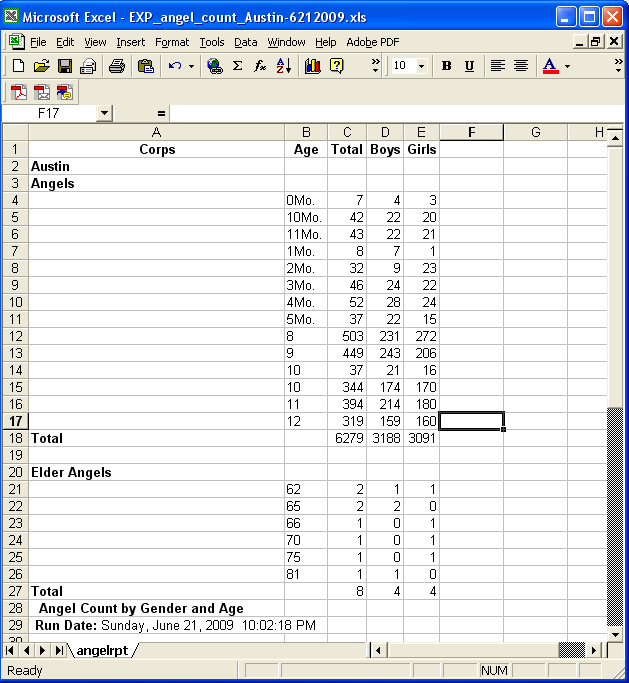 Microsoft Excel - EXP_angel_count_Austin-6212009.xls
File Edit View Insert Format Tools Data Window Help Adobe PDF
Σ fx 10 B U A
F17 =
A B C D E F G H
1 Corps Age Total Boys Girls
2 Austin
3 Angels
4 0Mo. 7 4 3
5 10Mo. 42 22 20
6 11Mo. 43 22 21
7 1Mo. 8 7 1
8 2Mo. 32 9 23
9 3Mo. 46 24 22
10 4Mo. 52 28 24
11 5Mo. 37 22 15
12 8 503 231 272
13 9 449 243 206
14 10 37 21 16
15 10 344 174 170
16 11 394 214 180
17 12 319 159 160
18 Total 6279 3188 3091
19
20 Elder Angels
21 62 2 1 1
22 65 2 2 0
23 66 1 0 1
24 70 1 0 1
25 75 1 0 1
26 81 1 1 0
27 Total 8 4 4
28 Angel Count by Gender and Age
29 Run Date: Sunday, June 21, 2009 10:02:18 PM
30
angelrpt
Ready NUM